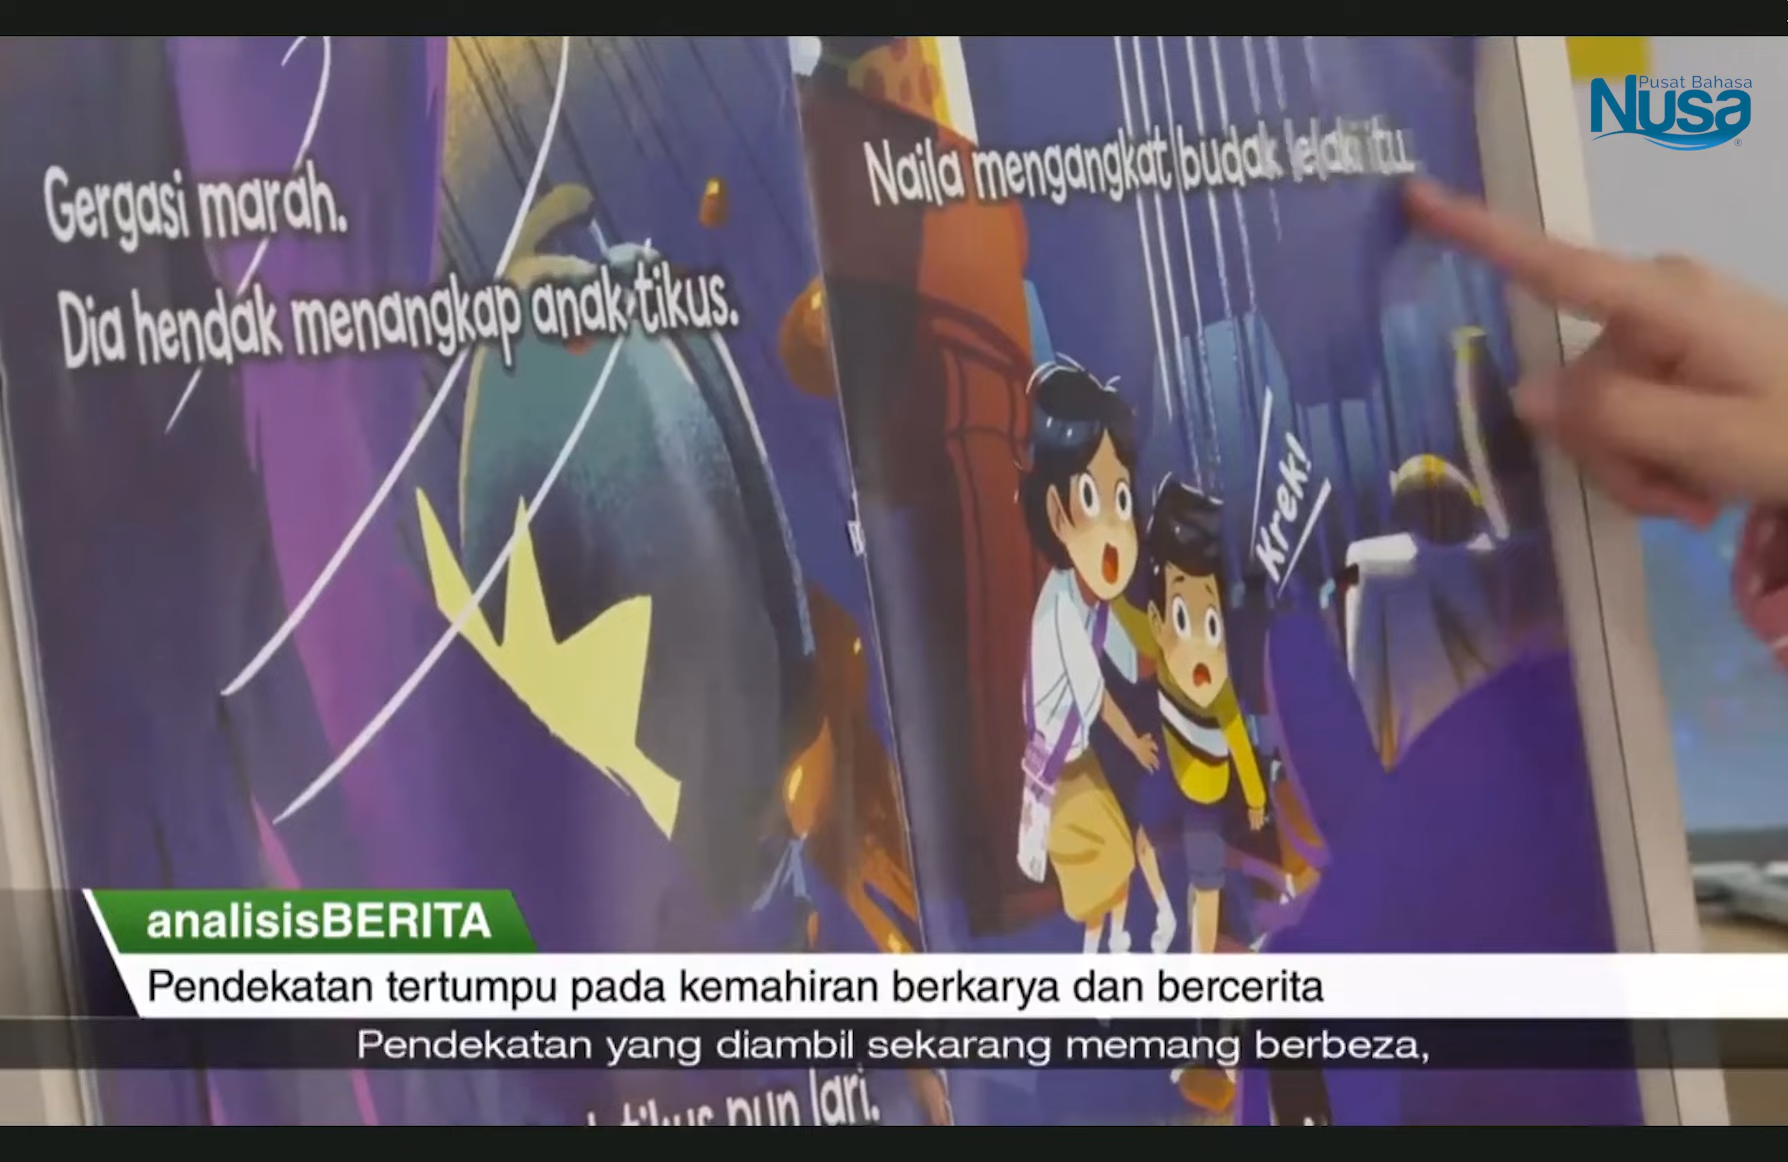 Pusat Bahasa
Nusa
Gergasi marah.
Dia hendak menangkap anak tikus.
Naila mengangkat budak lelaki itu.
Krek!
analisisBERITA
Pendekatan tertumpu pada kemahiran berkarya dan bercerita
Pendekatan yang diambil sekarang memang berbeza,
tikus pun lari.